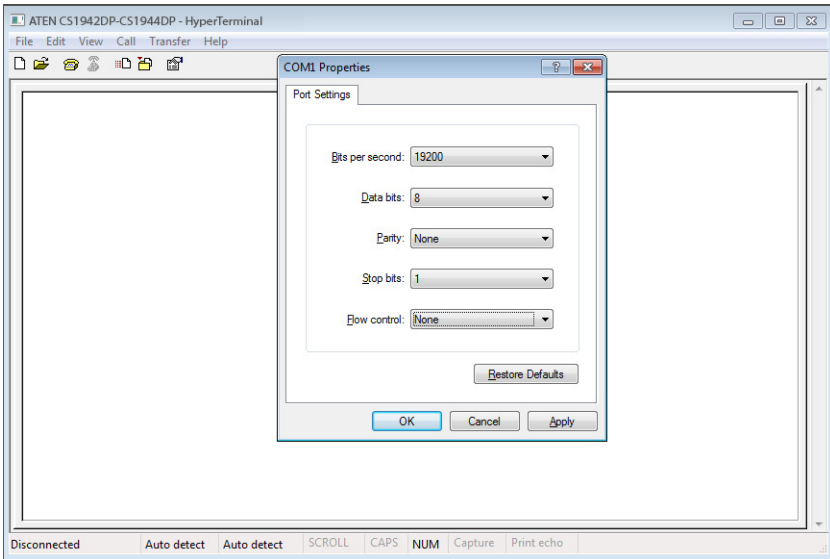 ATEN CS1942DP-CS1944DP - HyperTerminal
File Edit View Call Transfer Help
COM1 Properties
Port Settings
Bits per second: 19200
Data bits: 8
Parity: None
Stop bits: 1
Flow control: None
Restore Defaults
OK Cancel Apply
Disconnected Auto detect Auto detect SCROLL CAPS NUM Capture Print echo